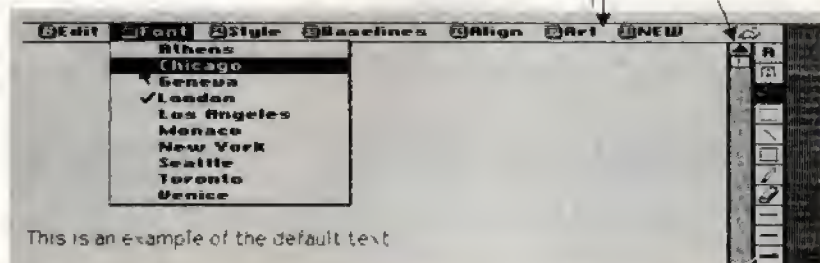 Edit Font Style Baselines Align Art NEW
Athens
Chicago
Geneva
✓London
Los Angeles
Monaco
New York
Seattle
Toronto
Venice
A
This is an example of the default text